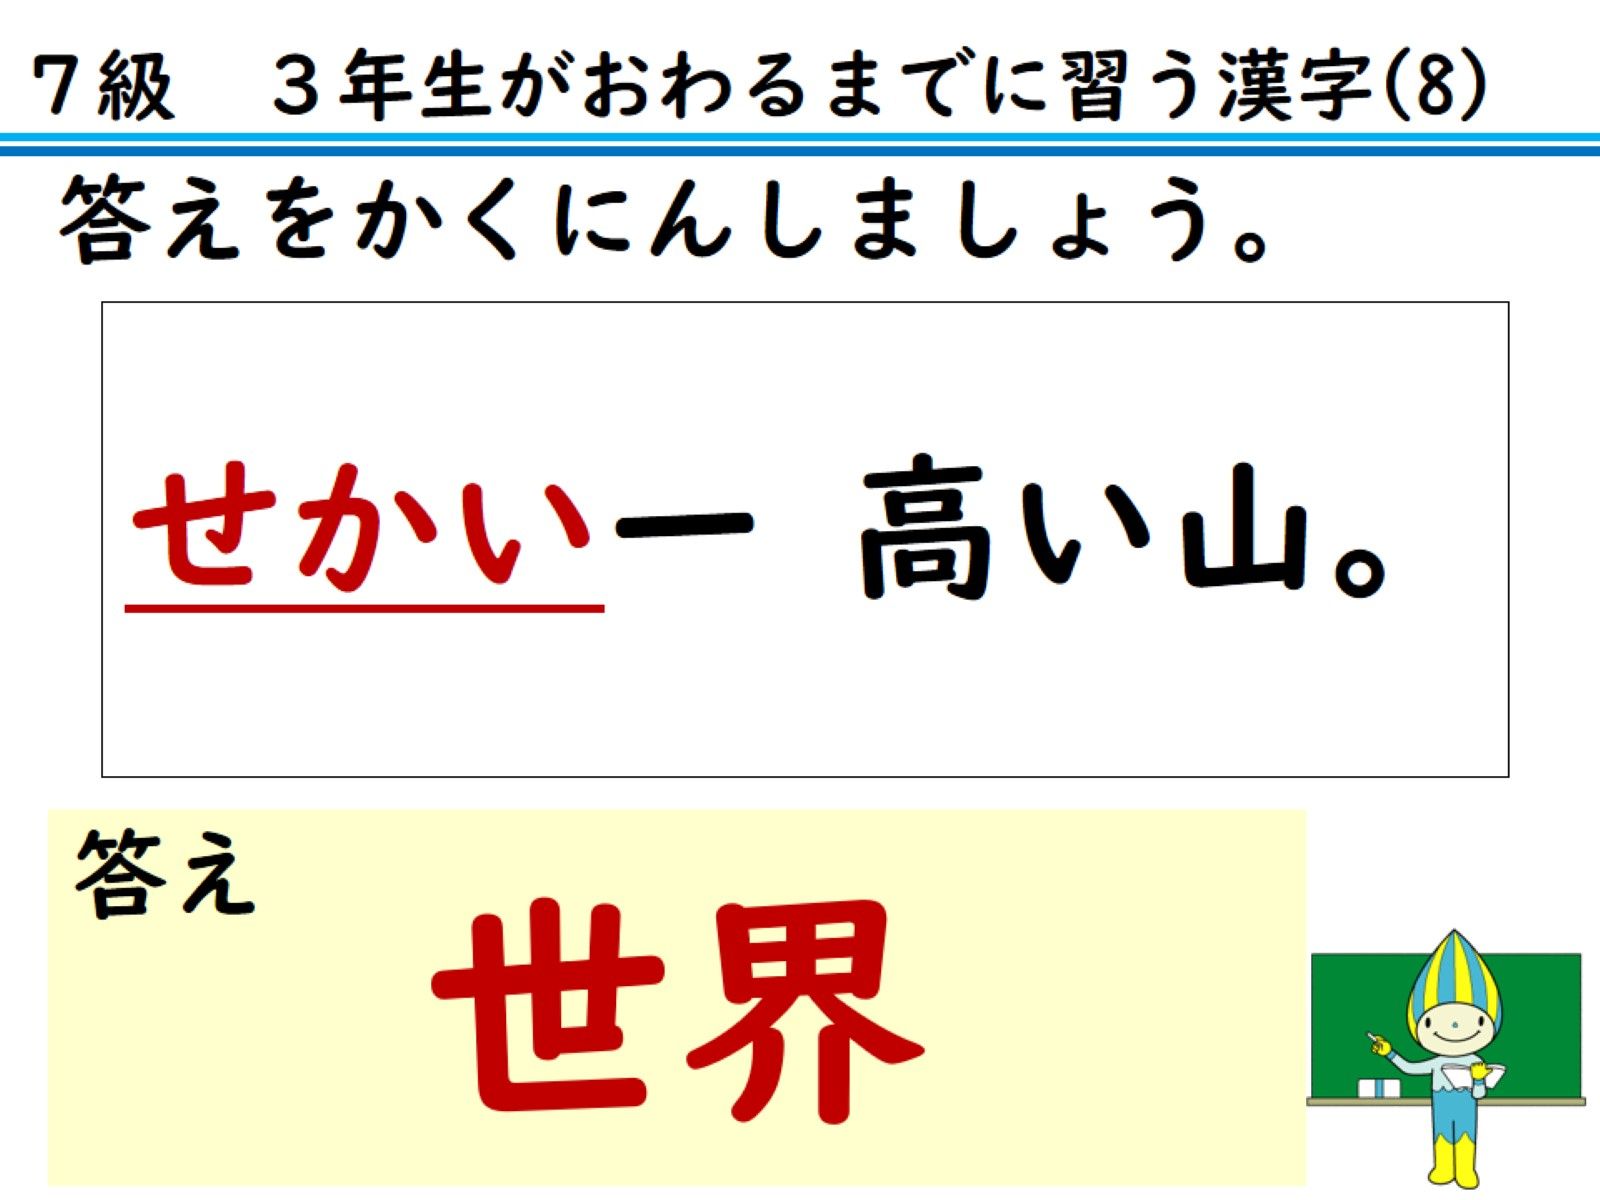 ７級　３年生がおわるまでに習う漢字(8)
答えをかくにんしましょう。
せかい一 高い山。
答え
世界